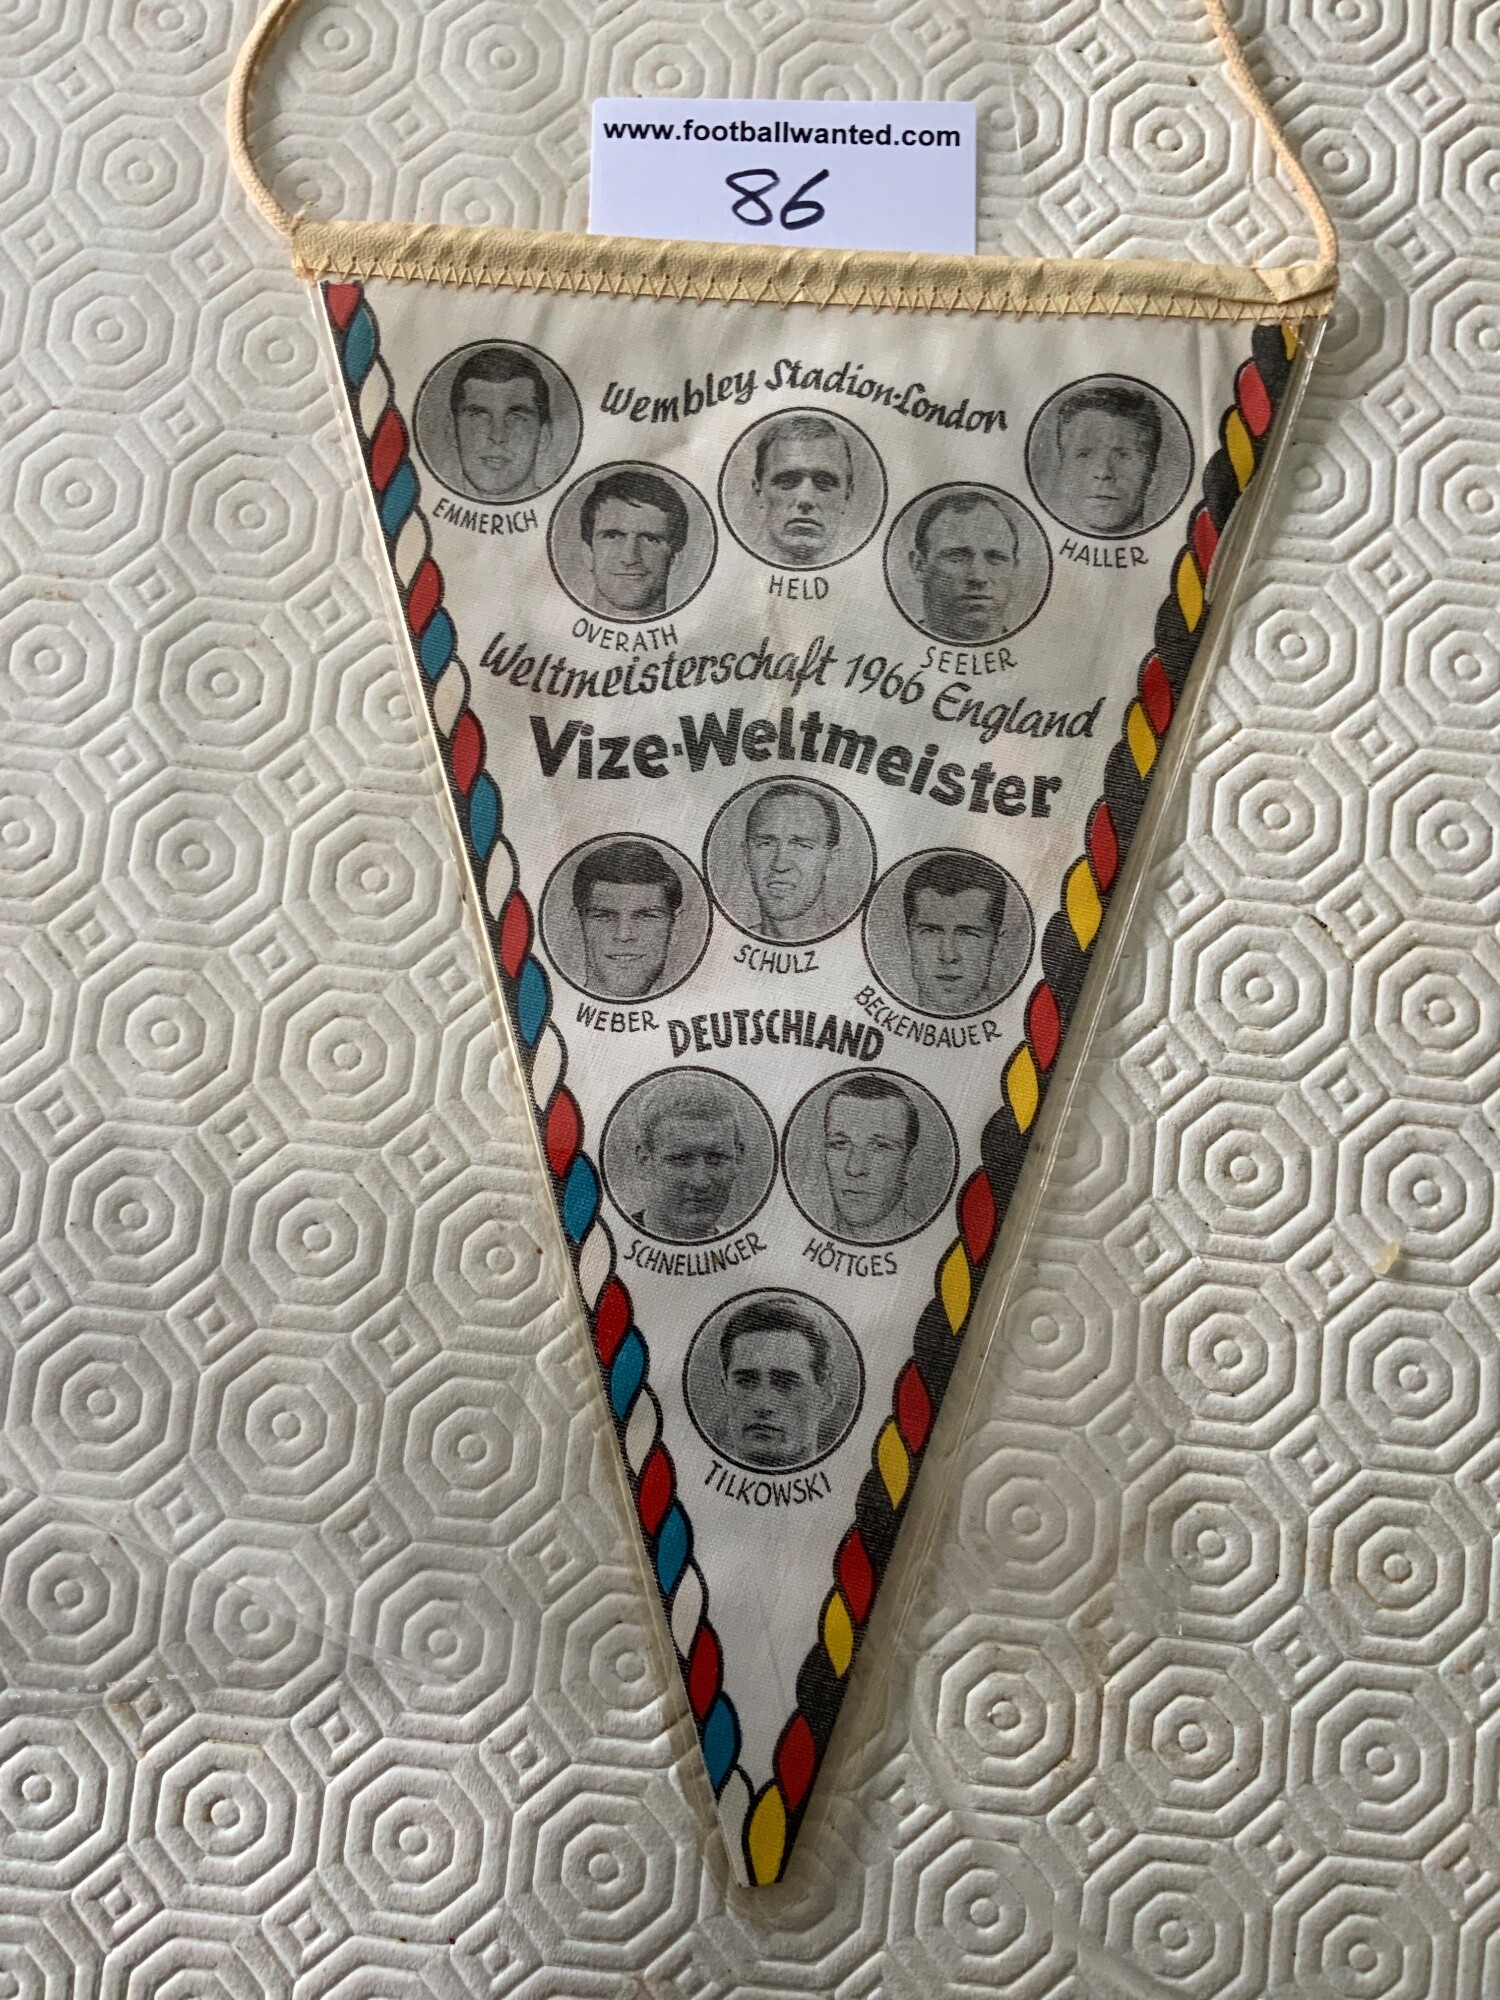 www.footballwanted.com
86
Wembley Stadion-London
EMMERICH
OVERATH
HELD
SEELER
HALLER
Weltmeisterschaft 1966 England
Vize-Weltmeister
WEBER
SCHULZ
BECKENBAUER
DEUTSCHLAND
SCHNELLINGER
HÖTTGES
TILKOWSKI